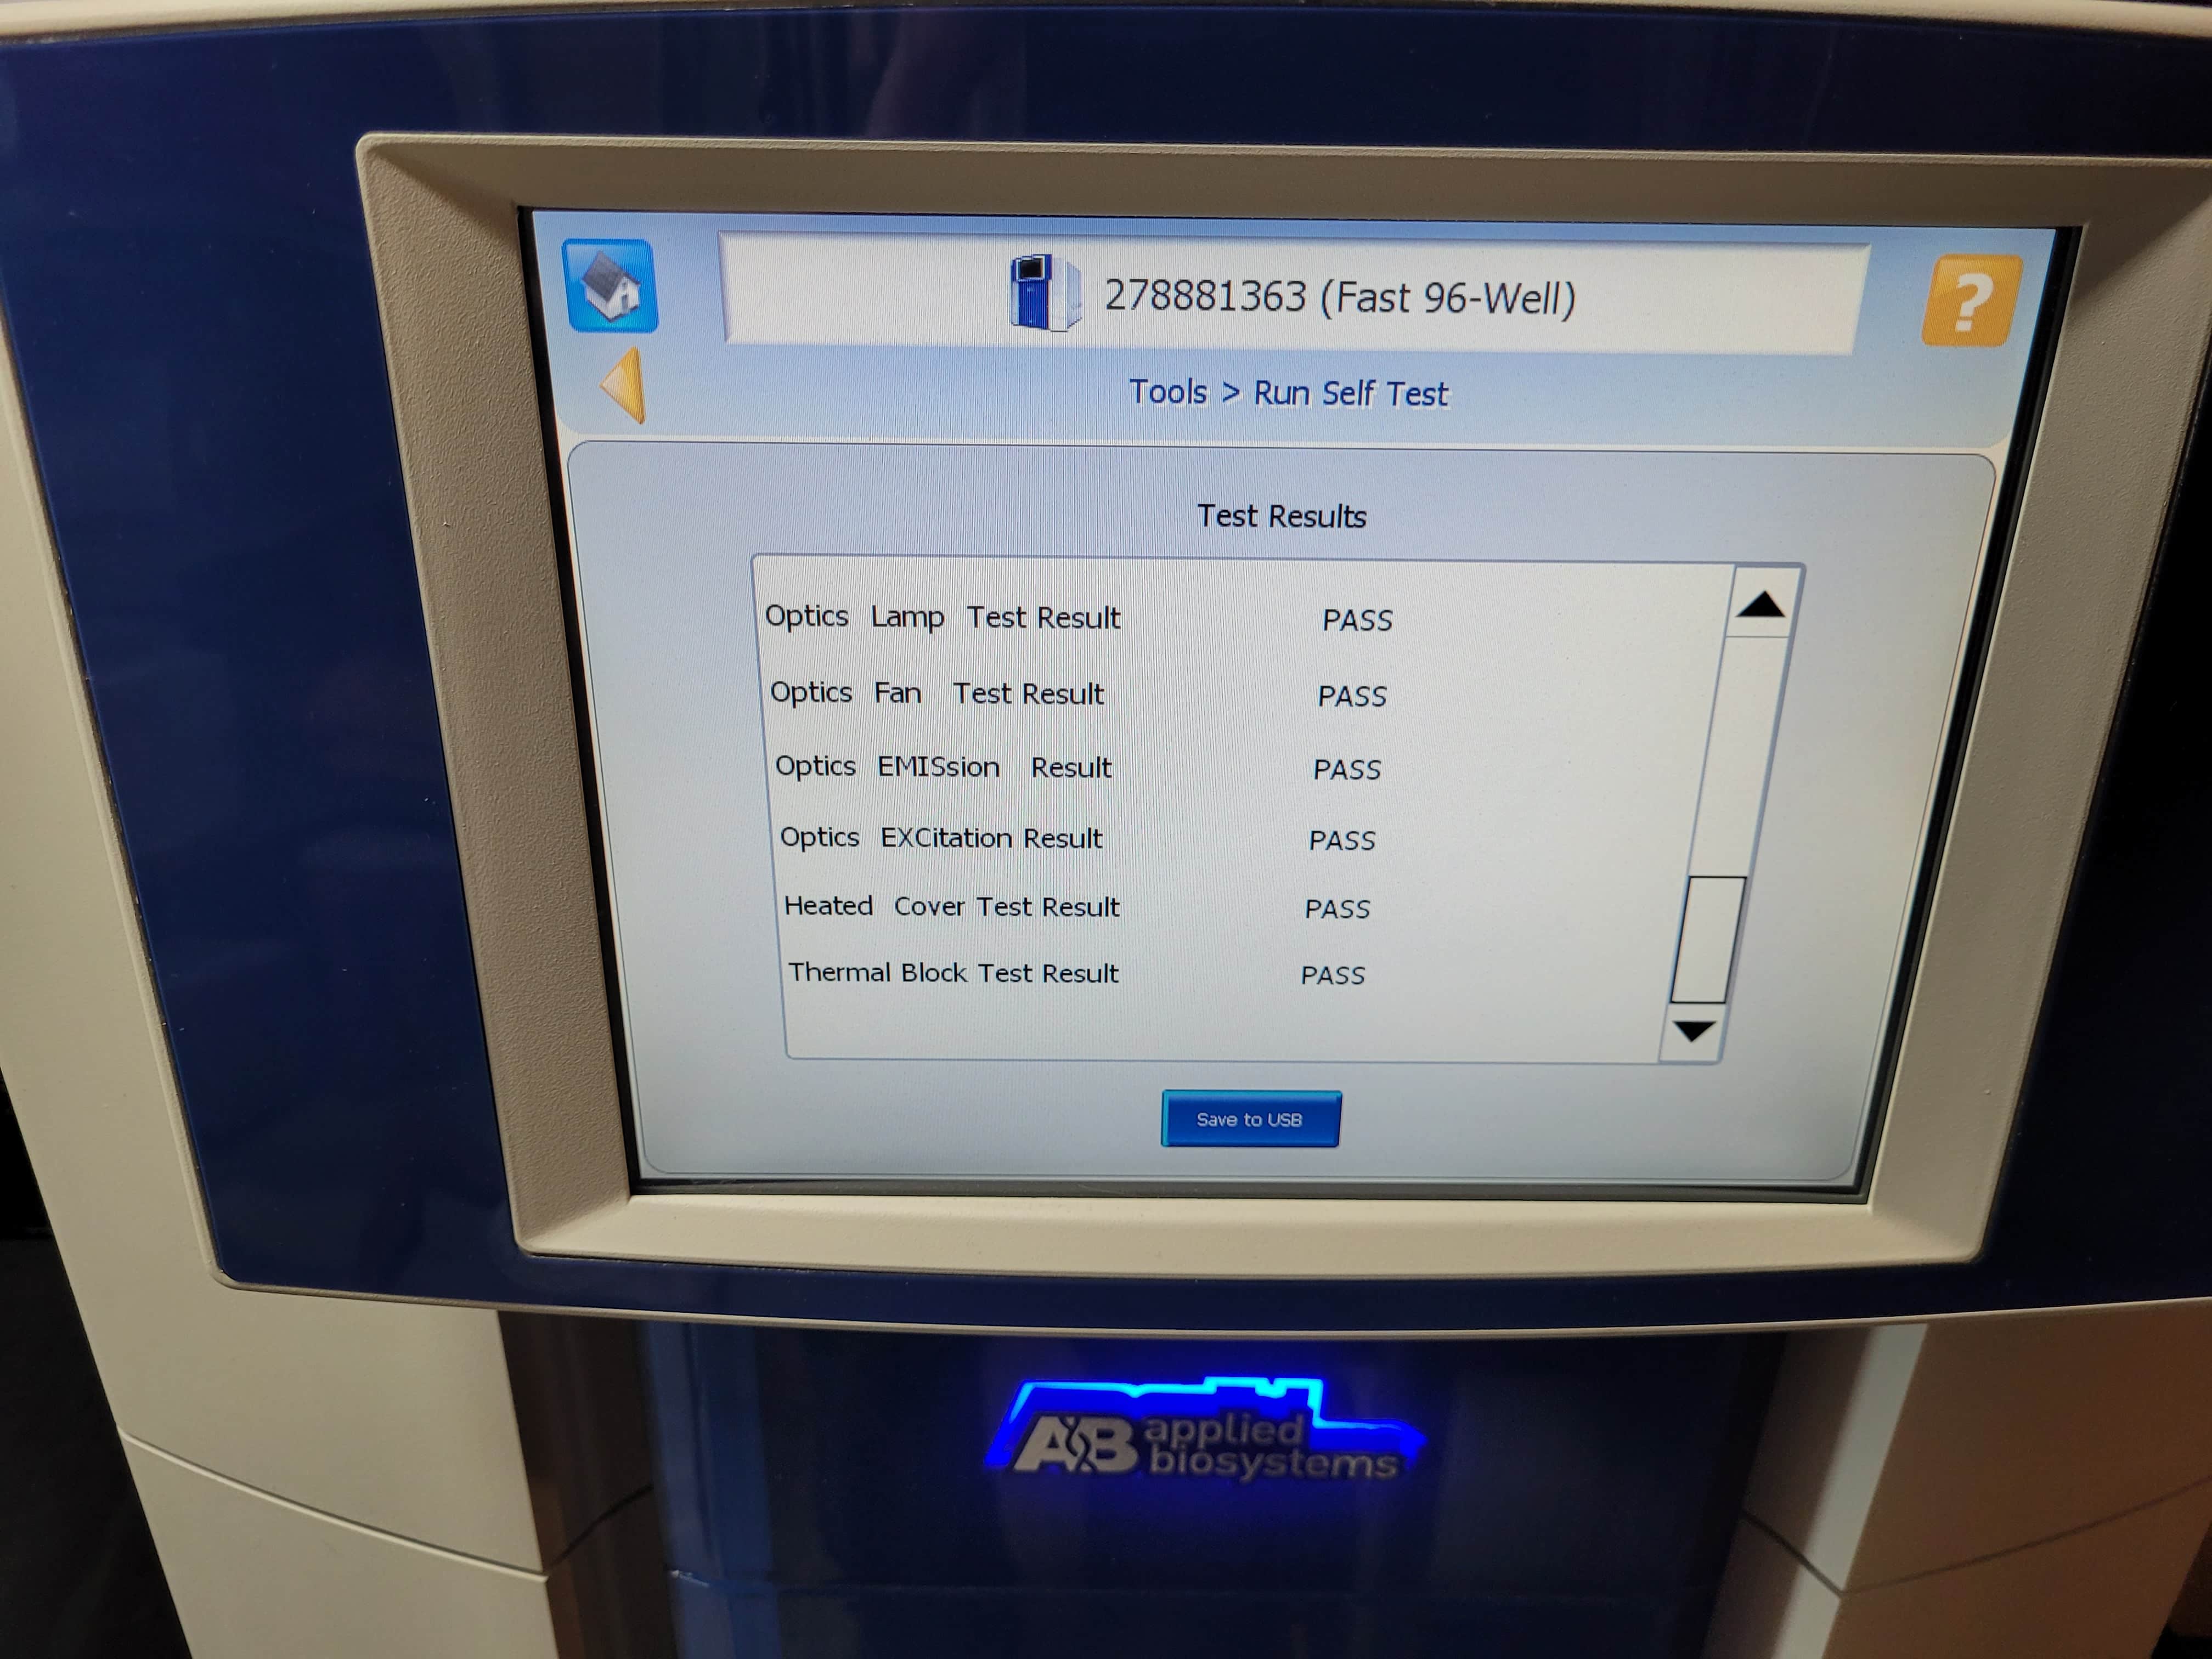 278881363 (Fast 96-Well)
?
Tools > Run Self Test
Test Results
Optics Lamp Test Result PASS
Optics Fan Test Result PASS
Optics EMISsion Result PASS
Optics EXCitation Result PASS
Heated Cover Test Result PASS
Thermal Block Test Result PASS
Save to USB
AB applied
biosystems